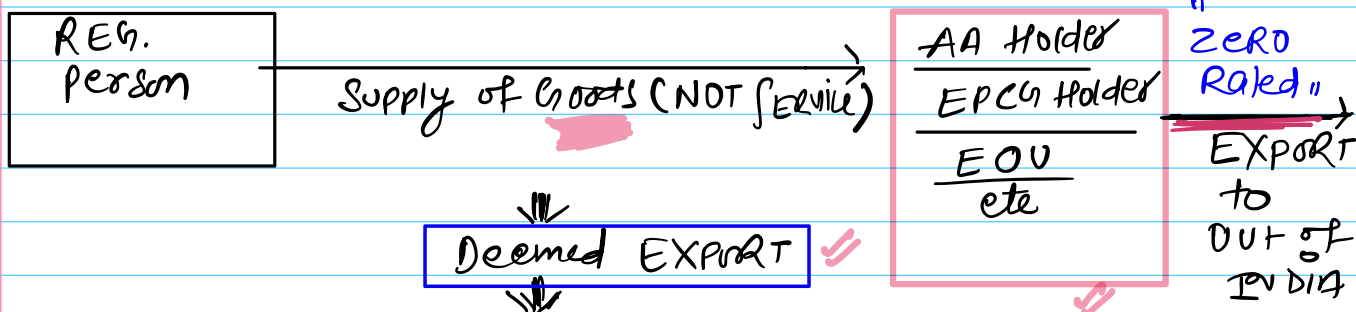 REG.
Person
Supply of Goods (NOT SERVICE)
Deemed EXPORT
AA Holder
EPCG Holder
EOU
etc
"
ZERO
Rated "
EXPORT
to
OUT of
INDIA